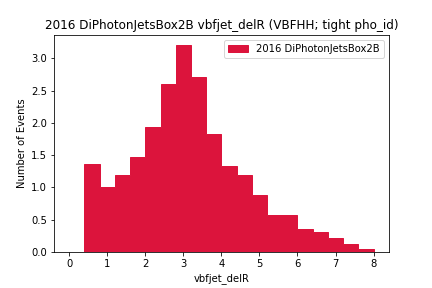 2016 DiPhotonJetsBox2B vbfjet_delR (VBFHH; tight pho_id)
2016 DiPhotonJetsBox2B
Number of Events
3.0
2.5
2.0
1.5
1.0
0.5
0.0
0 1 2 3 4 5 6 7 8
vbfjet_delR